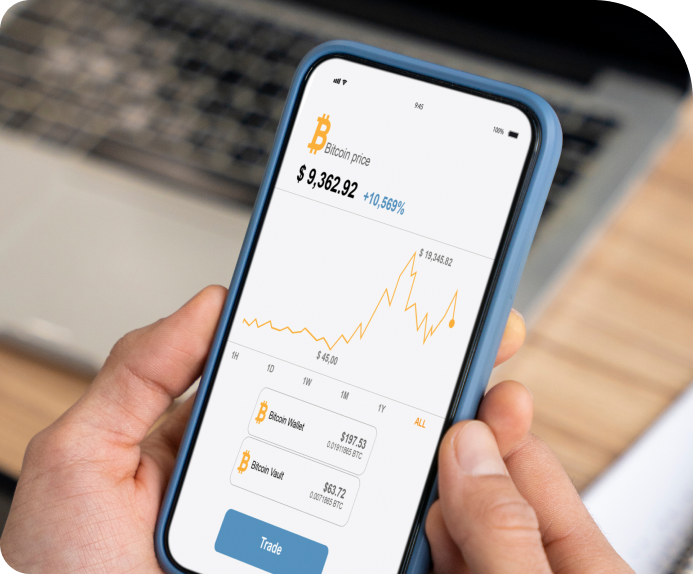 9:45
100%
Bitcoin price
$ 9,362.92 +10,569%
$ 19,345.82
$ 45,00
1H 1D 1W 1M 1Y ALL
Bitcoin Wallet $197.53
0.01911865 BTC
Bitcoin Vault $63.72
0.0071865 BTC
Trade